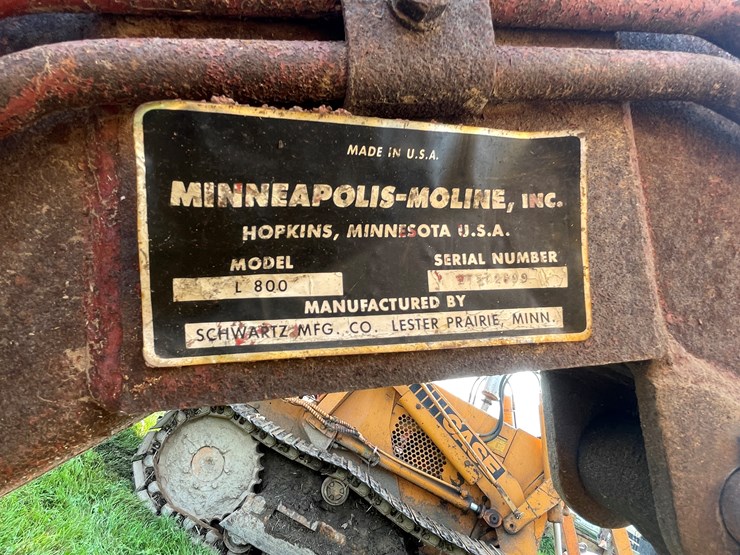 MADE IN U.S.A.
MINNEAPOLIS-MOLINE, INC.
HOPKINS, MINNESOTA U.S.A.
MODEL
L 800
SERIAL NUMBER
MANUFACTURED BY
SCHWARTZ MFG. CO. LESTER PRAIRIE, MINN.
CASE